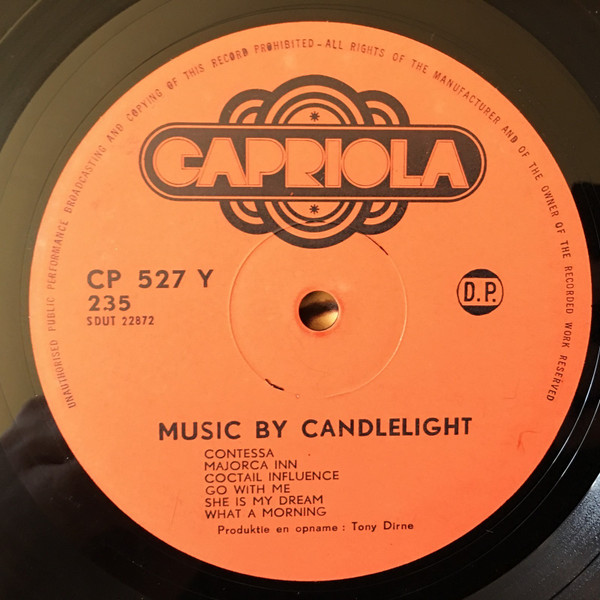 UNAUTHORISED PUBLIC PERFORMANCE BROADCASTING AND COPYING OF THIS RECORD PROHIBITED - ALL RIGHTS OF THE MANUFACTURER AND OF THE OWNER OF THE RECORDED WORK RESERVED
CAPRIOLA
CP 527 Y
235
SDUT 22872
D.P.
MUSIC BY CANDLELIGHT
CONTESSA
MAJORCA INN
COCTAIL INFLUENCE
GO WITH ME
SHE IS MY DREAM
WHAT A MORNING
Produktie en opname : Tony Dirne